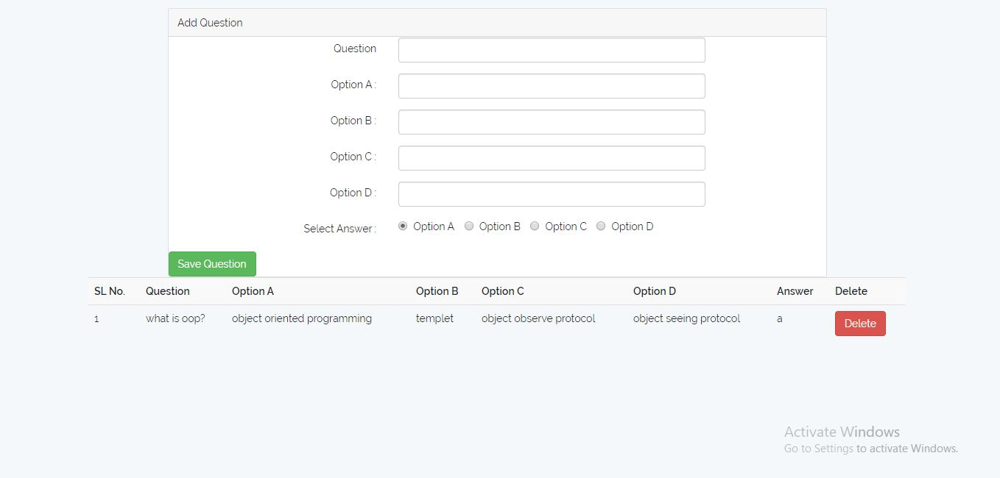 Add Question
Question
Option A :
Option B :
Option C :
Option D :
Select Answer : Option A Option B Option C Option D
Save Question
SL No. Question Option A Option B Option C Option D Answer Delete
1 what is oop? object oriented programming templet object observe protocol object seeing protocol a Delete
Activate Windows
Go to Settings to activate Windows.